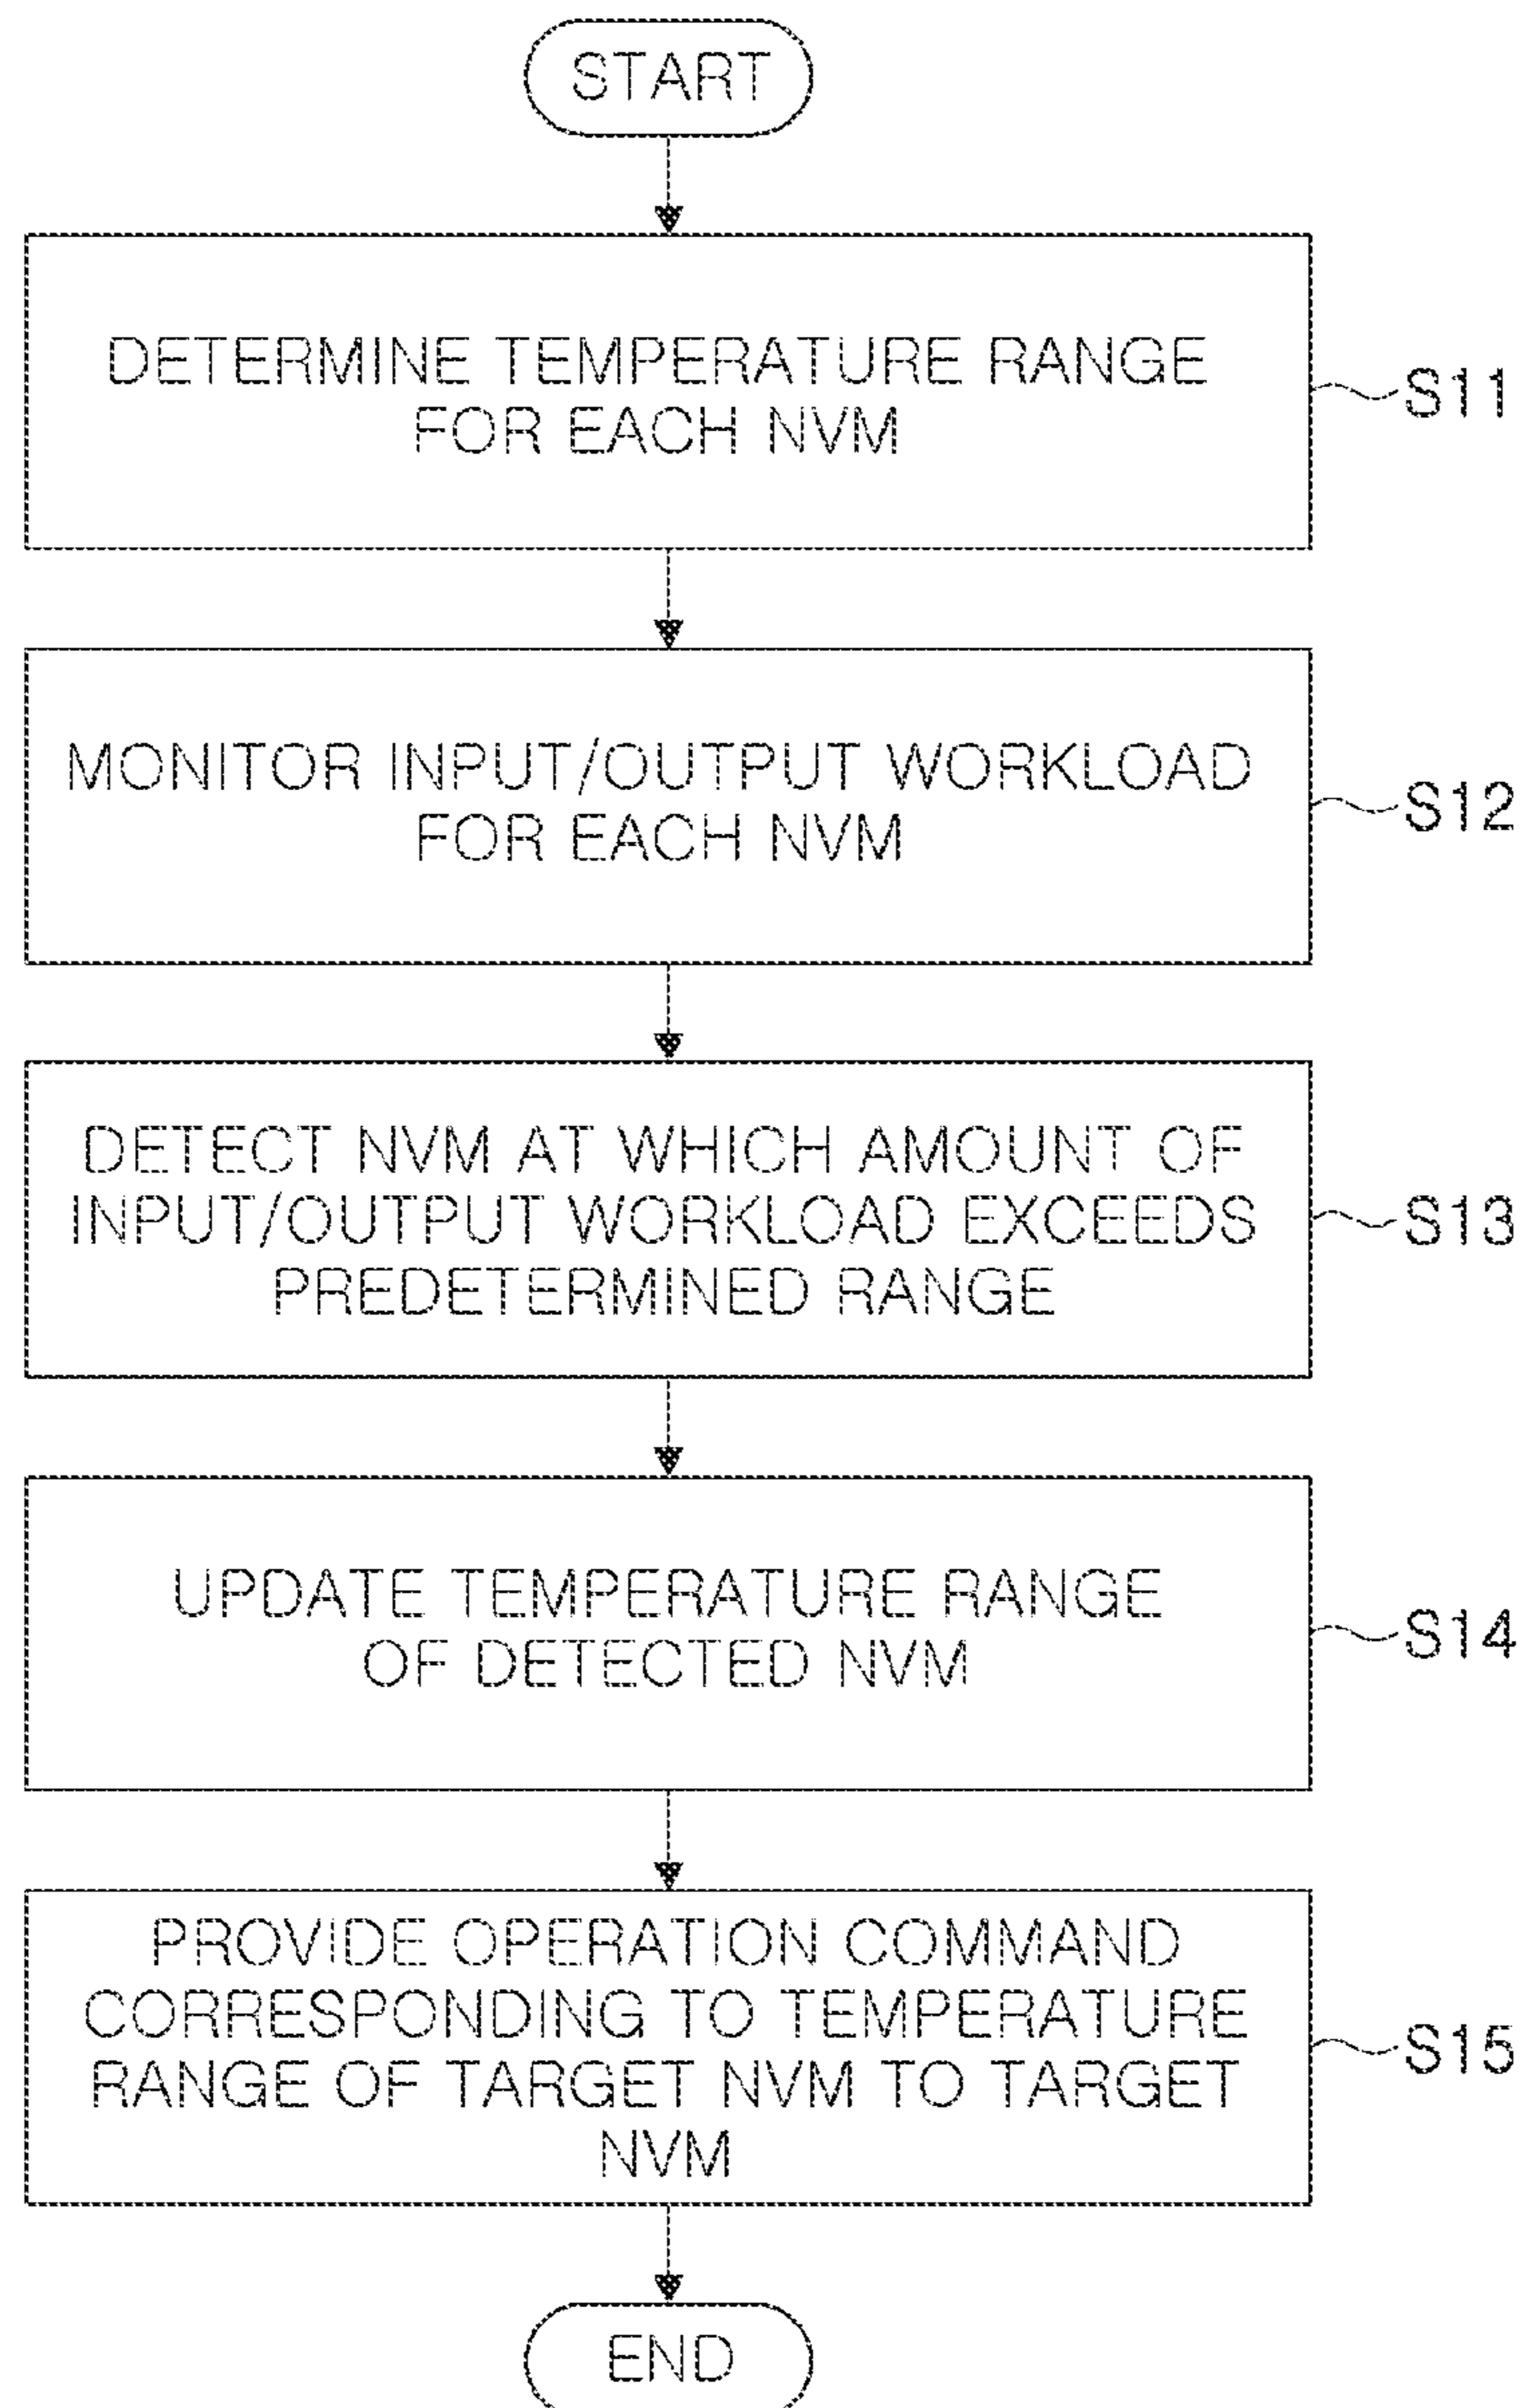 START
DETERMINE TEMPERATURE RANGE
FOR EACH NVM
S11
MONITOR INPUT/OUTPUT WORKLOAD
FOR EACH NVM
S12
DETECT NVM AT WHICH AMOUNT OF
INPUT/OUTPUT WORKLOAD EXCEEDS
PREDETERMINED RANGE
S13
UPDATE TEMPERATURE RANGE
OF DETECTED NVM
S14
PROVIDE OPERATION COMMAND
CORRESPONDING TO TEMPERATURE
RANGE OF TARGET NVM TO TARGET
NVM
S15
END